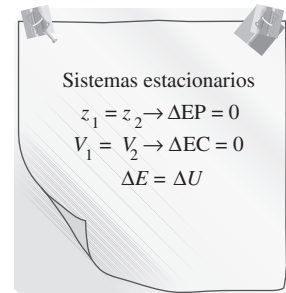 Sistemas estacionarios
z₁ = z₂ → ΔEP = 0
V₁ = V₂ → ΔEC = 0
ΔE = ΔU